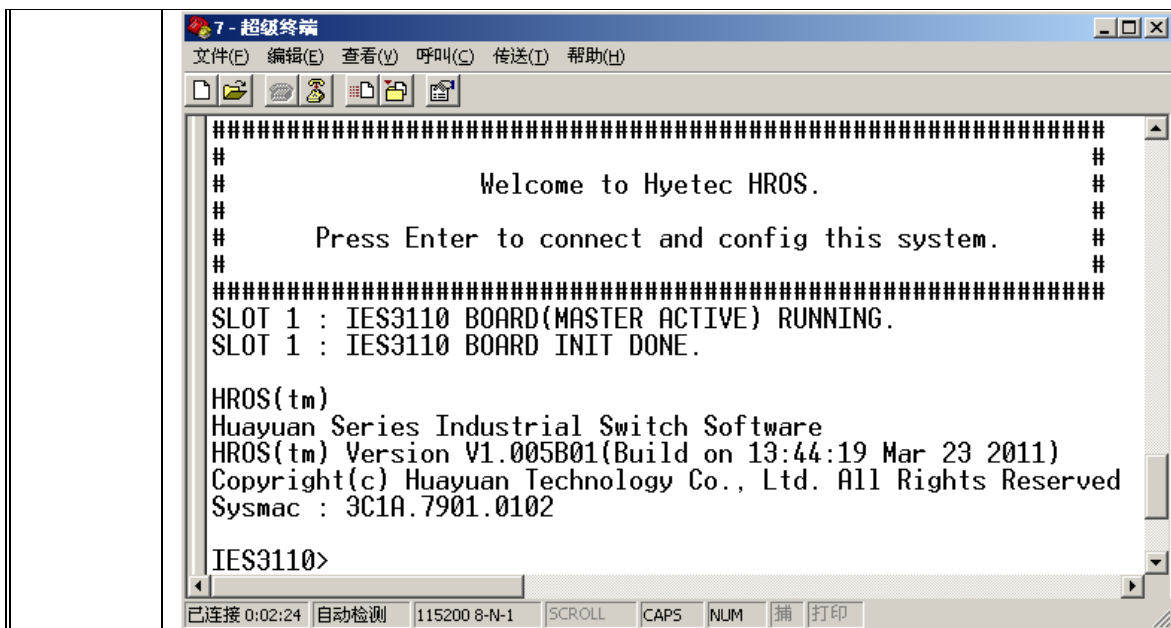 7 - 超级终端
文件(F) 编辑(E) 查看(V) 呼叫(C) 传送(T) 帮助(H)
############################################################
# #
# Welcome to Hyetec HROS. #
# #
# Press Enter to connect and config this system. #
# #
############################################################
SLOT 1 : IES3110 BOARD(MASTER ACTIVE) RUNNING.
SLOT 1 : IES3110 BOARD INIT DONE.
HROS(tm)
Huayuan Series Industrial Switch Software
HROS(tm) Version V1.005B01(Build on 13:44:19 Mar 23 2011)
Copyright(c) Huayuan Technology Co., Ltd. All Rights Reserved
Sysmac : 3C1A.7901.0102
IES3110>
已连接 0:02:24 自动检测 115200 8-N-1 SCROLL CAPS NUM 捕 打印